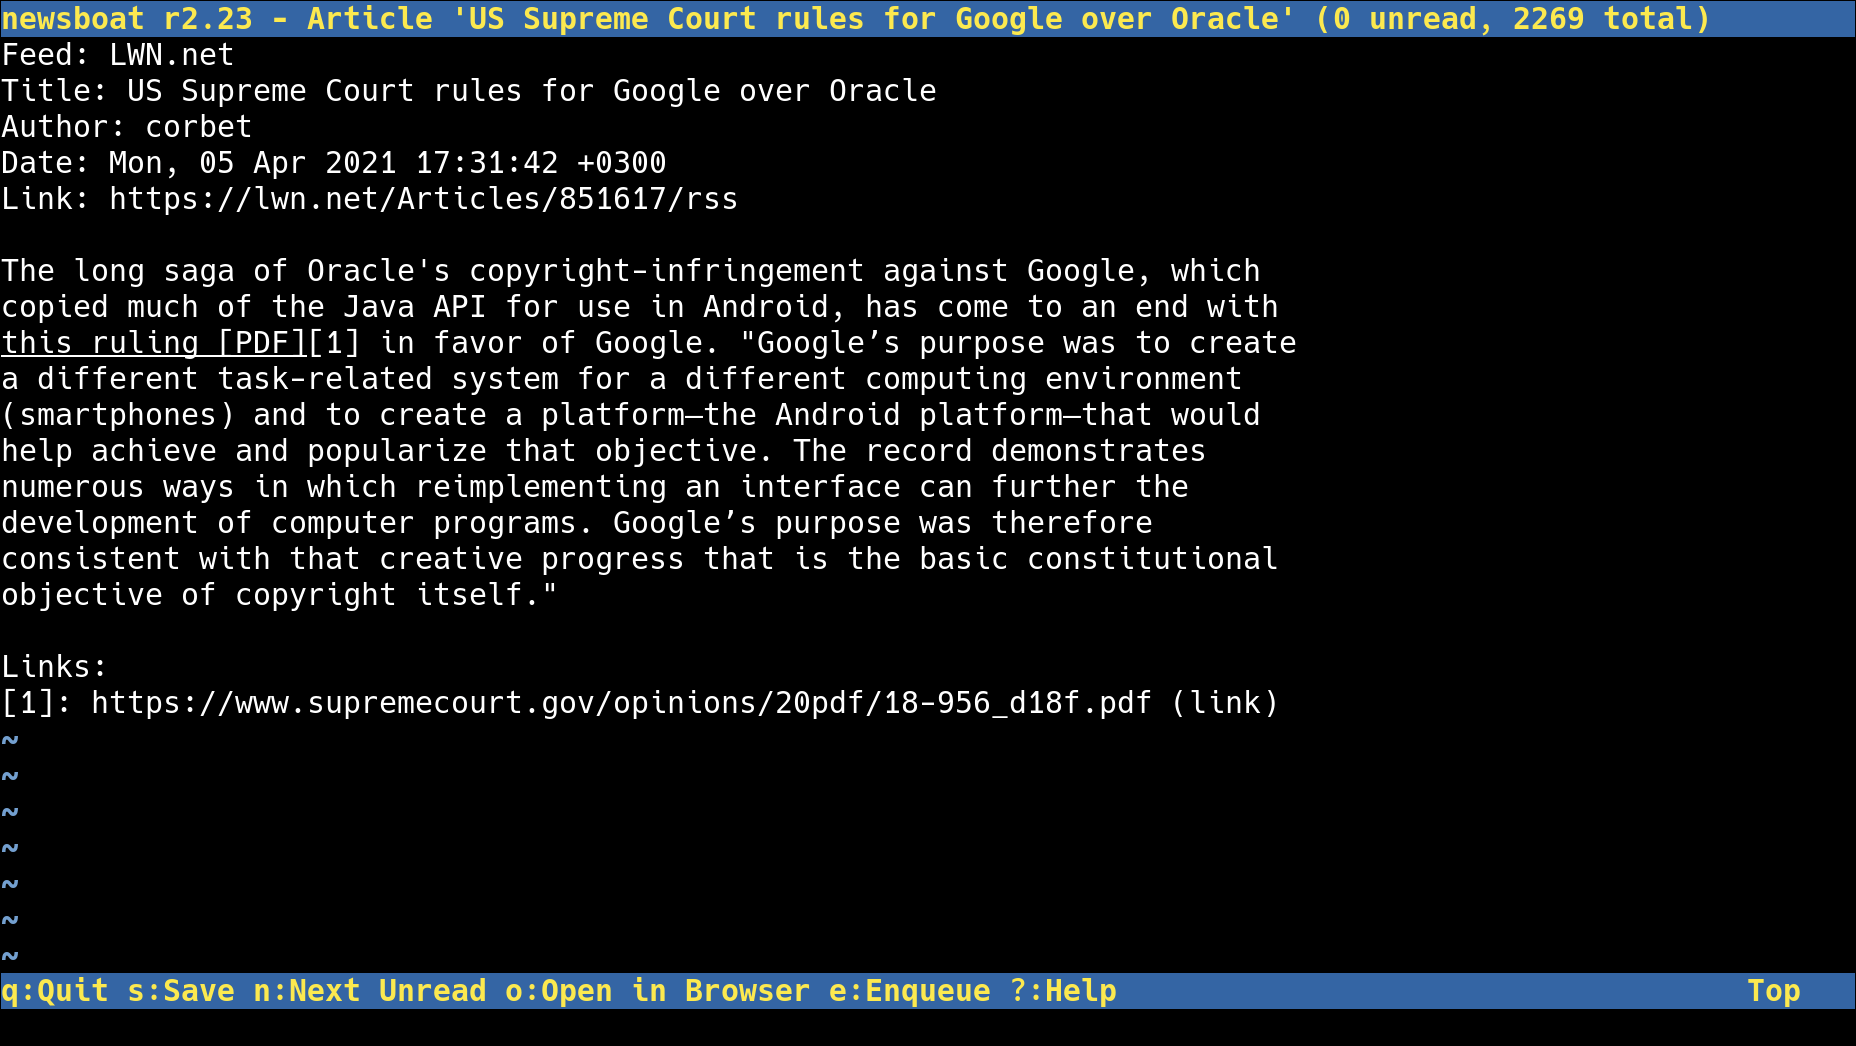 newsboat r2.23 - Article 'US Supreme Court rules for Google over Oracle' (0 unread, 2269 total)
Feed: LWN.net
Title: US Supreme Court rules for Google over Oracle
Author: corbet
Date: Mon, 05 Apr 2021 17:31:42 +0300
Link: https://lwn.net/Articles/851617/rss
The long saga of Oracle's copyright-infringement against Google, which
copied much of the Java API for use in Android, has come to an end with
this ruling [PDF][1] in favor of Google. "Google’s purpose was to create
a different task-related system for a different computing environment
(smartphones) and to create a platform—the Android platform—that would
help achieve and popularize that objective. The record demonstrates
numerous ways in which reimplementing an interface can further the
development of computer programs. Google’s purpose was therefore
consistent with that creative progress that is the basic constitutional
objective of copyright itself."
Links:
[1]: https://www.supremecourt.gov/opinions/20pdf/18-956_d18f.pdf (link)
~
~
~
~
~
~
~
q:Quit s:Save n:Next Unread o:Open in Browser e:Enqueue ?:Help Top